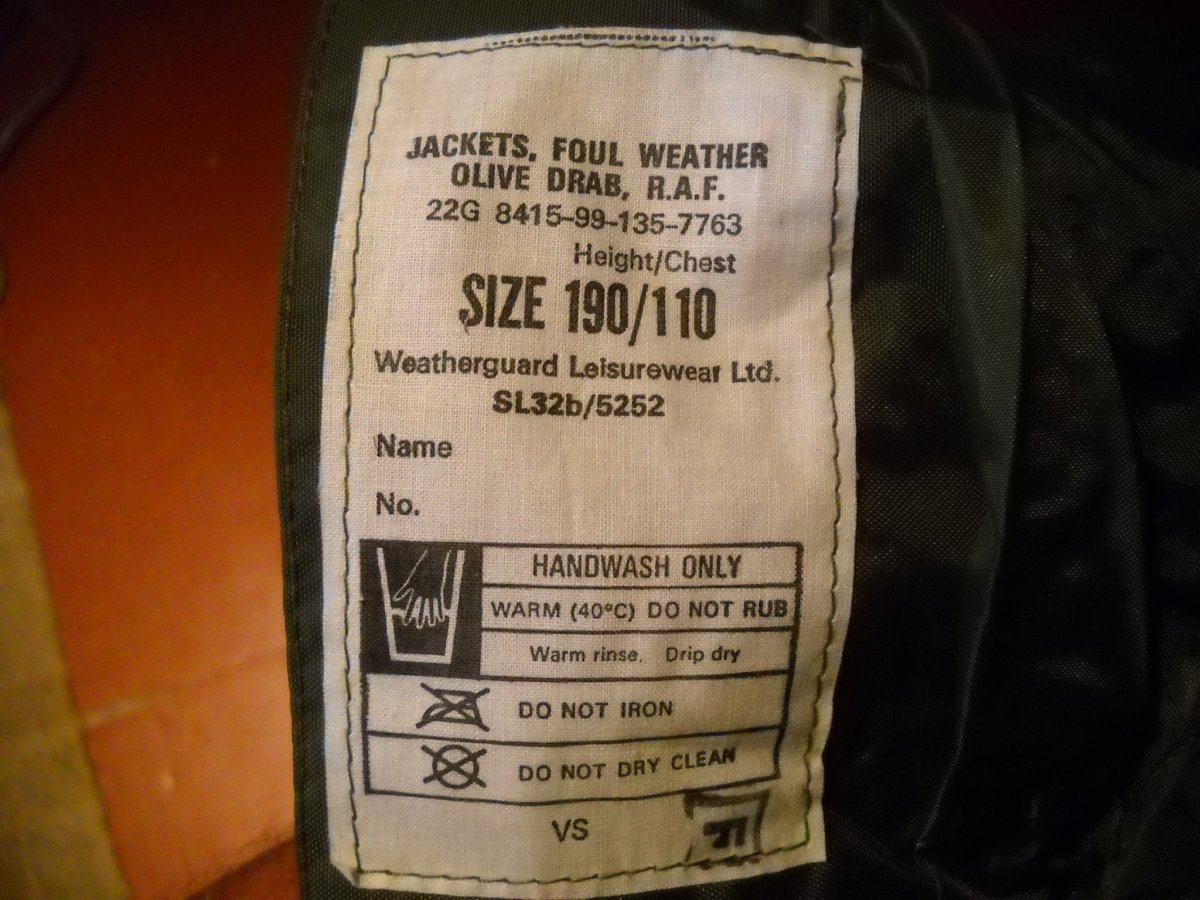 JACKETS, FOUL WEATHER
OLIVE DRAB, R.A.F.
22G 8415-99-135-7763
Height/Chest
SIZE 190/110
Weatherguard Leisurewear Ltd.
SL32b/5252
Name
No.
HANDWASH ONLY
WARM (40°C) DO NOT RUB
Warm rinse. Drip dry
DO NOT IRON
DO NOT DRY CLEAN
VS